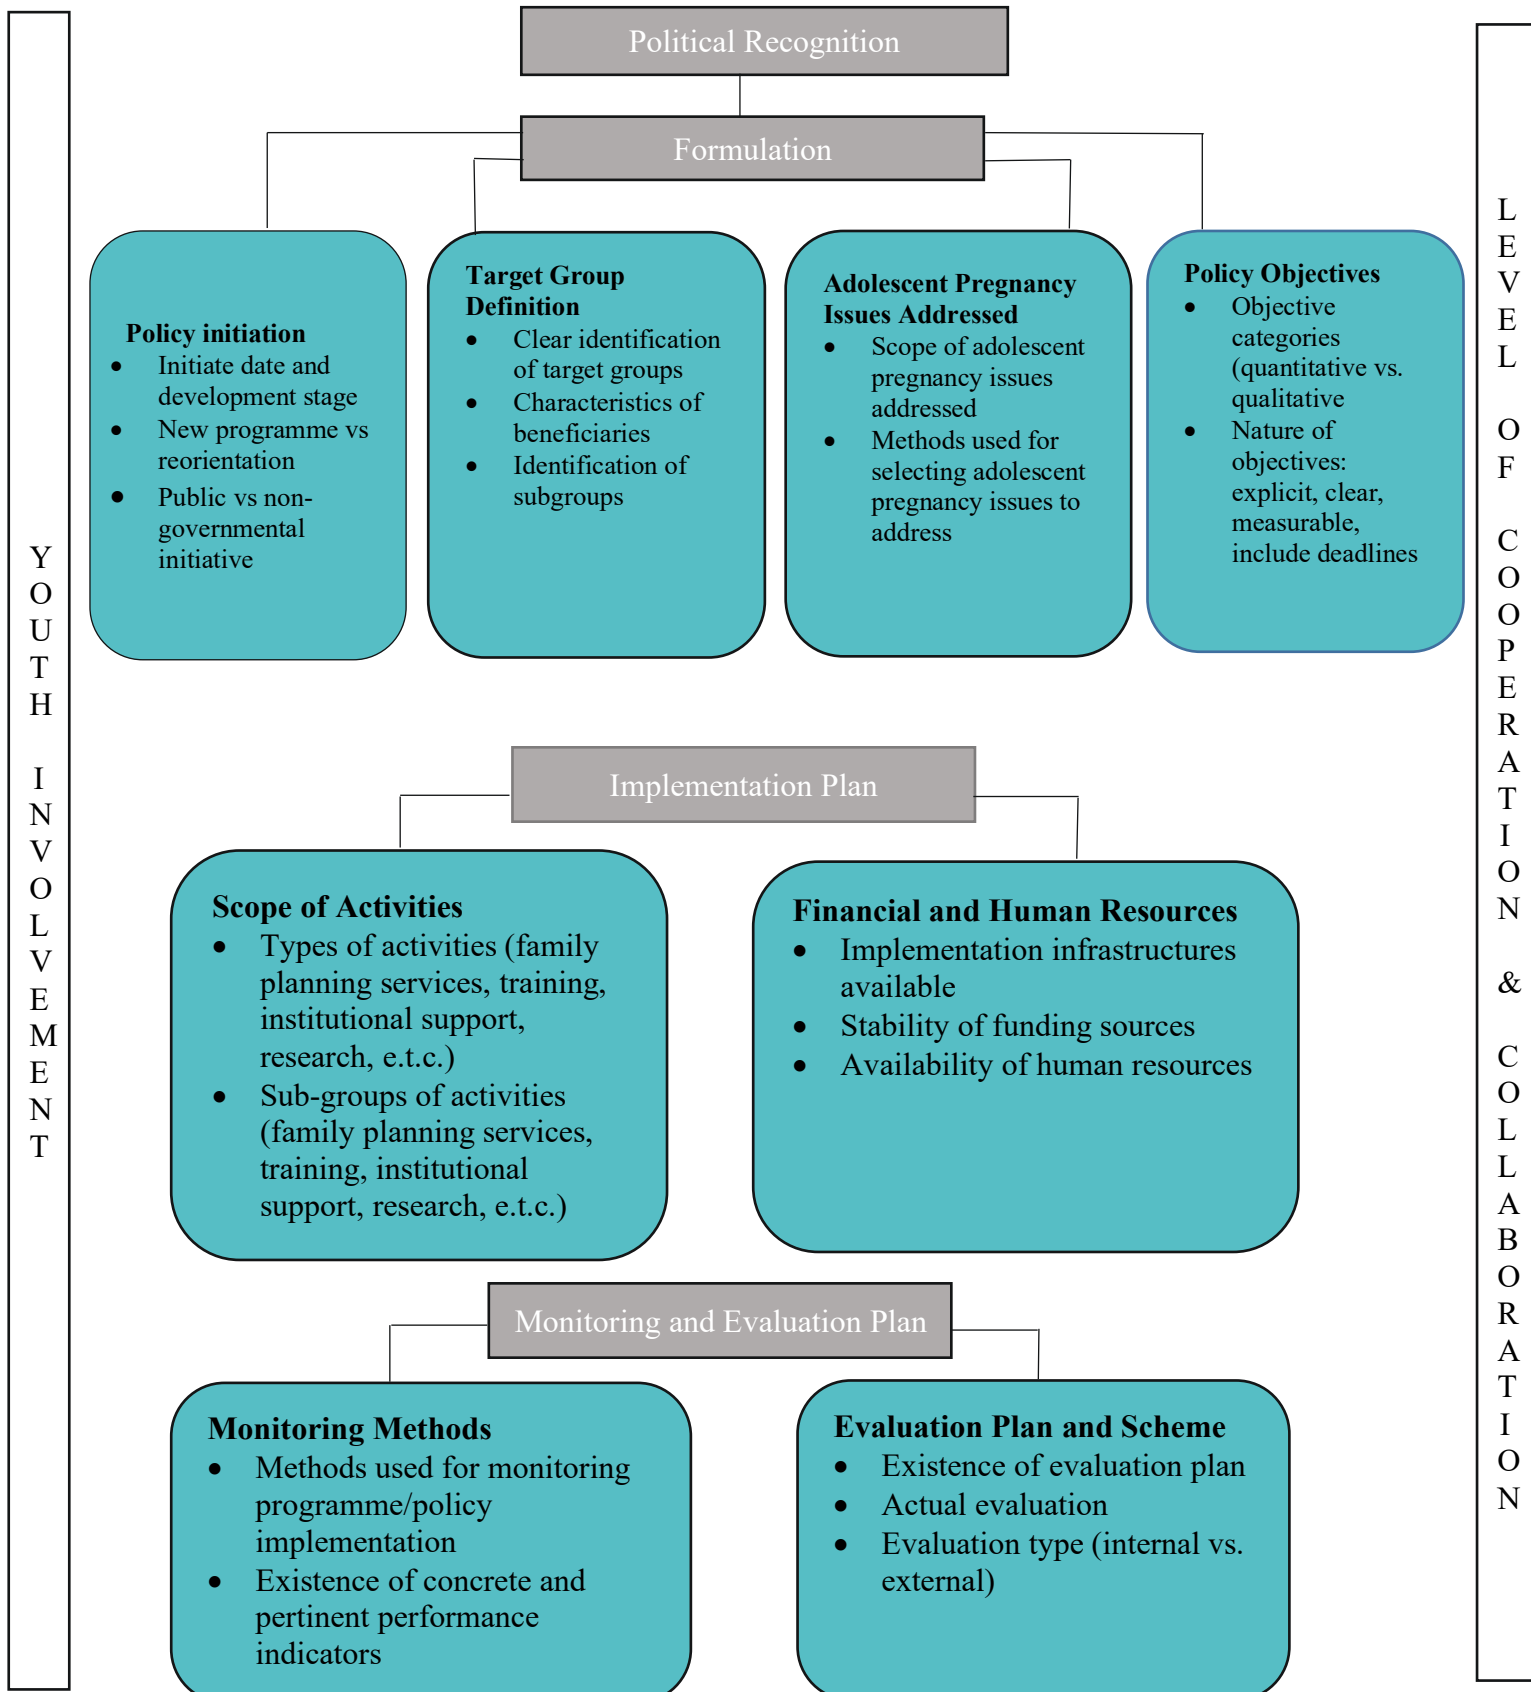 Political Recognition
Formulation
Policy initiation
• Initiate date and
development stage
• New programme vs
reorientation
• Public vs non-
governmental
initiative
Target Group
Definition
• Clear identification
of target groups
• Characteristics of
beneficiaries
• Identification of
subgroups
Adolescent Pregnancy
Issues Addressed
• Scope of adolescent
pregnancy issues
addressed
• Methods used for
selecting adolescent
pregnancy issues to
address
Policy Objectives
• Objective
categories
(quantitative vs.
qualitative
• Nature of
objectives:
explicit, clear,
measurable,
include deadlines
Implementation Plan
Scope of Activities
• Types of activities (family
planning services, training,
institutional support,
research, e.t.c.)
• Sub-groups of activities
(family planning services,
training, institutional
support, research, e.t.c.)
Financial and Human Resources
• Implementation infrastructures
available
• Stability of funding sources
• Availability of human resources
Monitoring and Evaluation Plan
Monitoring Methods
• Methods used for monitoring
programme/policy
implementation
• Existence of concrete and
pertinent performance
indicators
Evaluation Plan and Scheme
• Existence of evaluation plan
• Actual evaluation
• Evaluation type (internal vs.
external)
YOUTH INVOLVEMENT
LEVEL OF COOPERATION & COLLABORATION